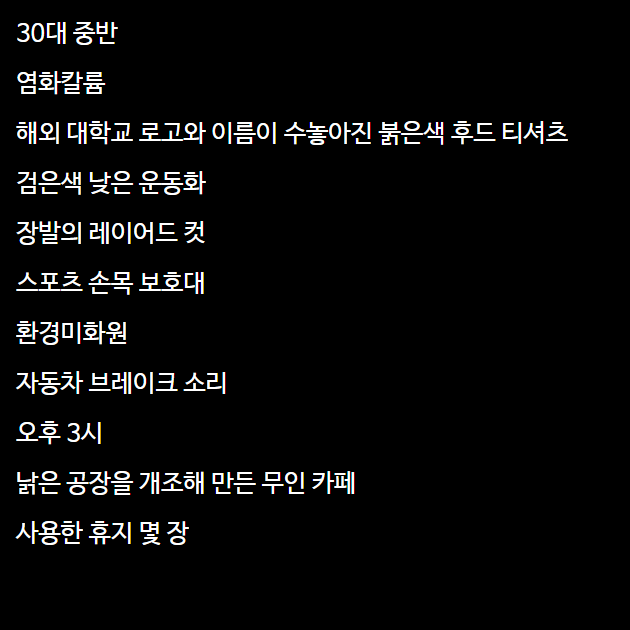 30대 중반
염화칼륨
해외 대학교 로고와 이름이 수놓아진 붉은색 후드 티셔츠
검은색 낮은 운동화
장발의 레이어드 컷
스포츠 손목 보호대
환경미화원
자동차 브레이크 소리
오후 3시
낡은 공장을 개조해 만든 무인 카페
사용한 휴지 몇 장